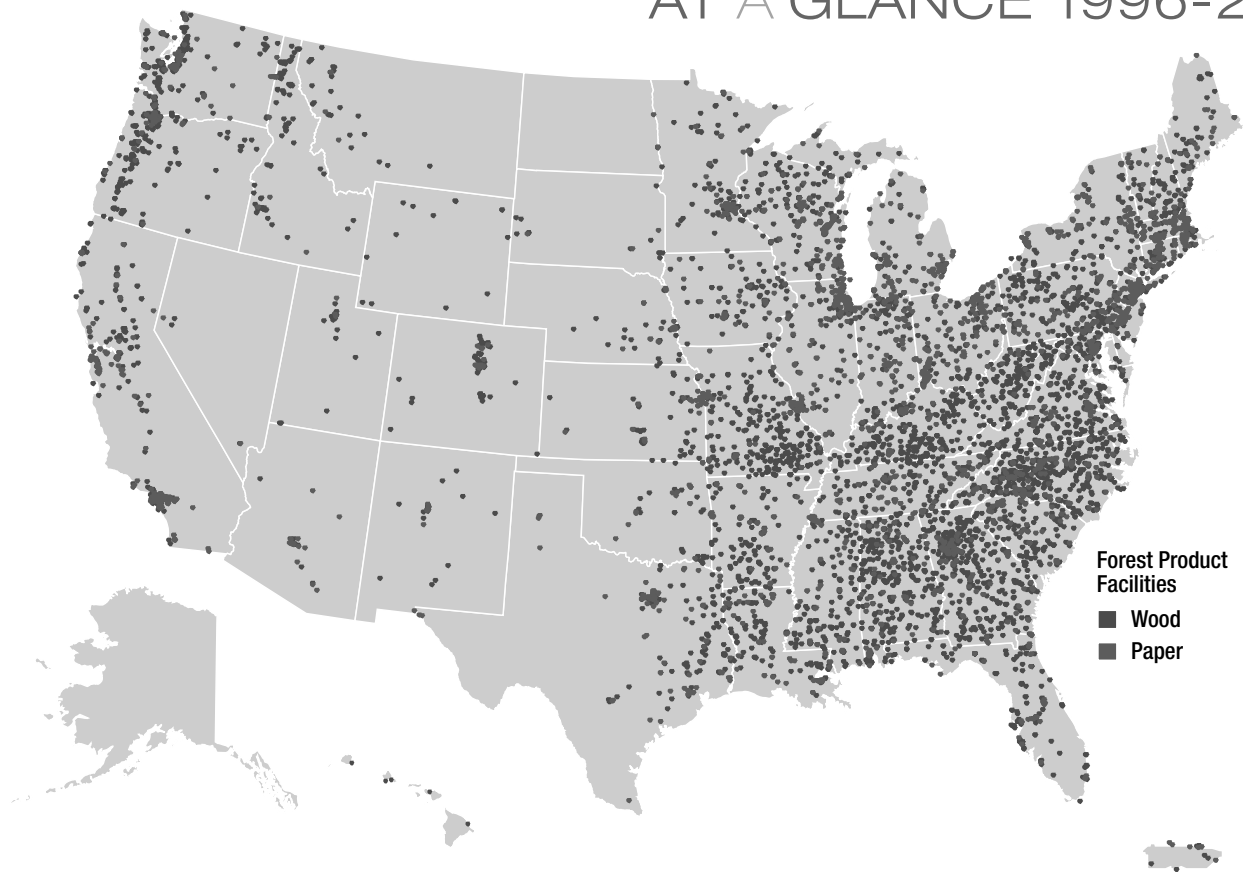 AT A GLANCE 1996-2
Forest Product
Facilities
Wood
Paper